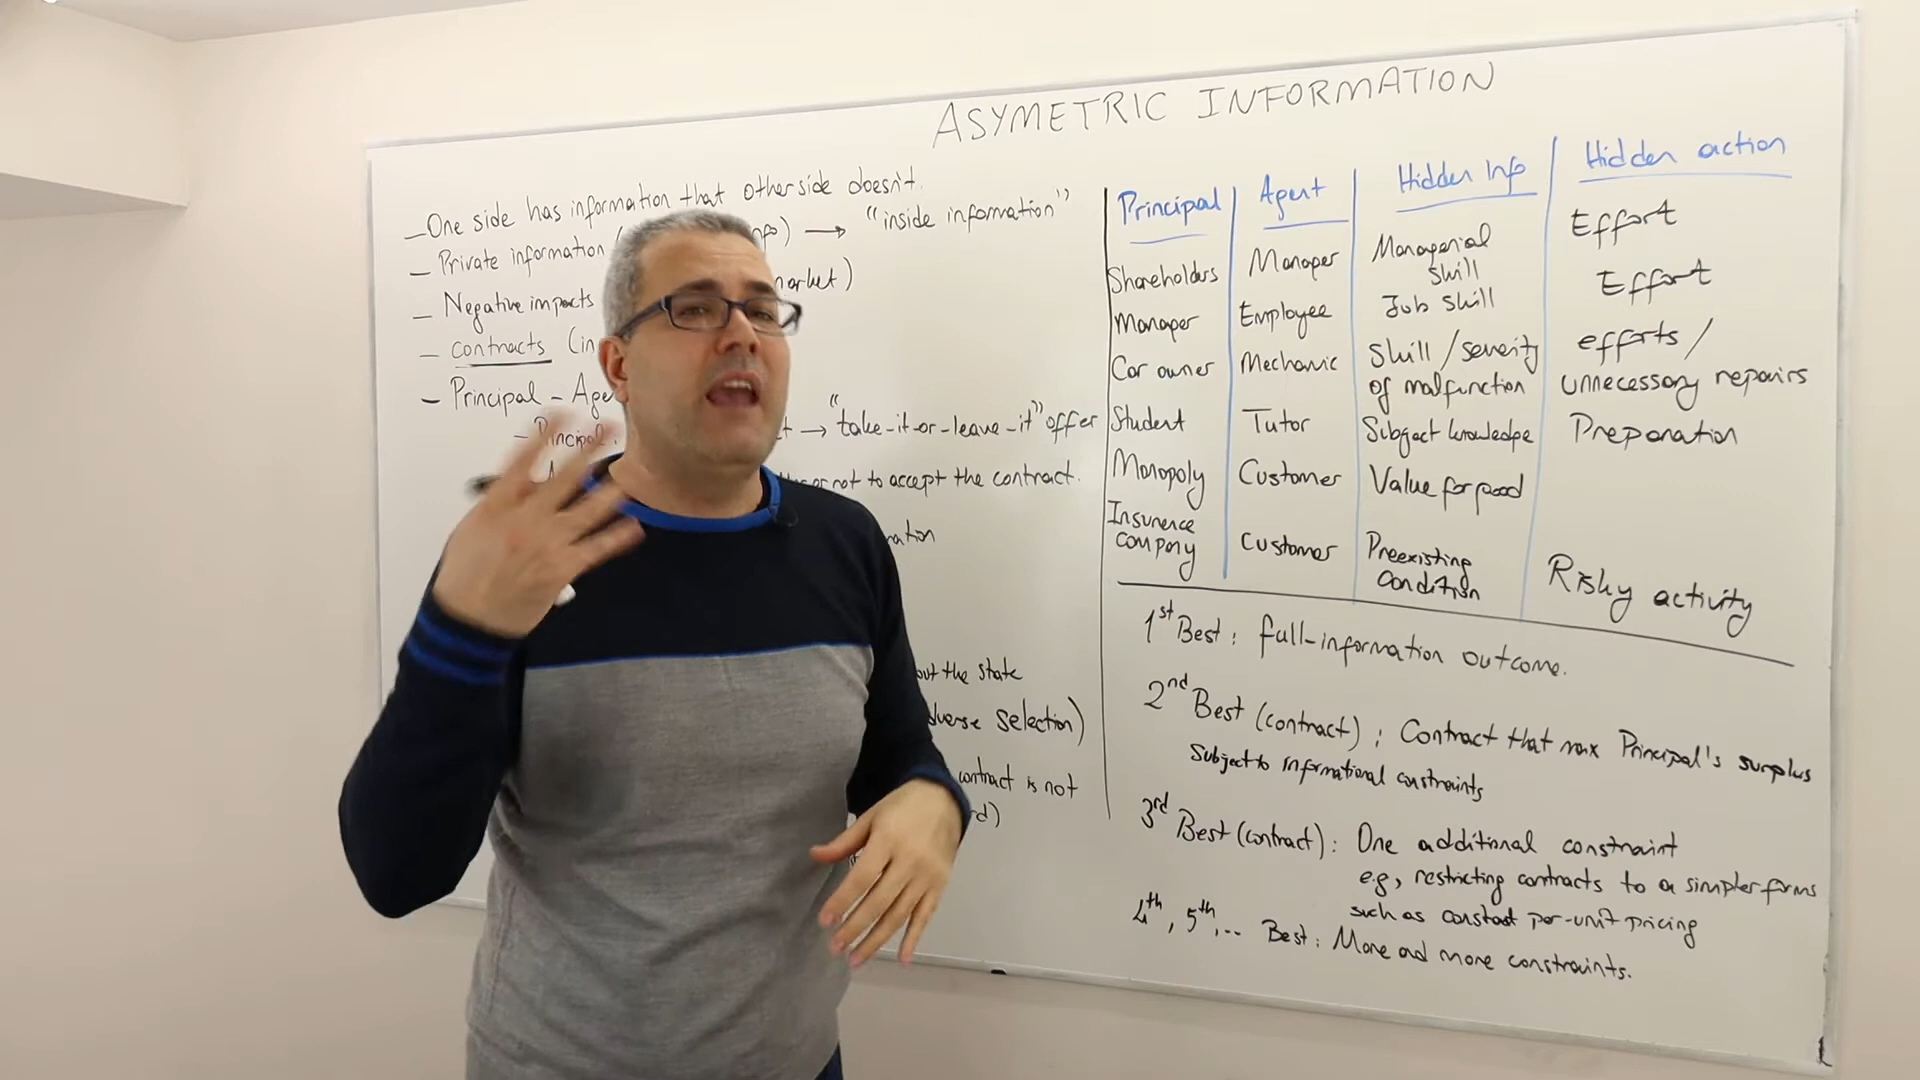 ASYMETRIC INFORMATION
— One side has information that other side doesn't.
— Private information ( fo) → "inside information"
— Negative impacts arket)
— contracts (in
— Principal - Age
- Principal: t → "take-it-or-leave-it" offer
or not to accept the contract.
mation
out the state
dverse selection)
contract is not
rd)
Principal Agent Hidden Info Hidden action
Shareholders Manager Managerial skill Effort
Manager Employee Job skill Effort
Car owner Mechanic Skill / severity of malfunction efforts / unnecessary repairs
Student Tutor Subject knowledge Preparation
Monopoly Customer Value for good
Insurence company Customer Preexisting condition Risky activity
1st Best: full-information outcome.
2nd Best (contract): Contract that max Principal's surplus
Subject to informational constraints
3rd Best (contract): One additional constraint
e.g., restricting contracts to a simpler forms
such as constant per-unit pricing
4th, 5th, ... Best: More and more constraints.